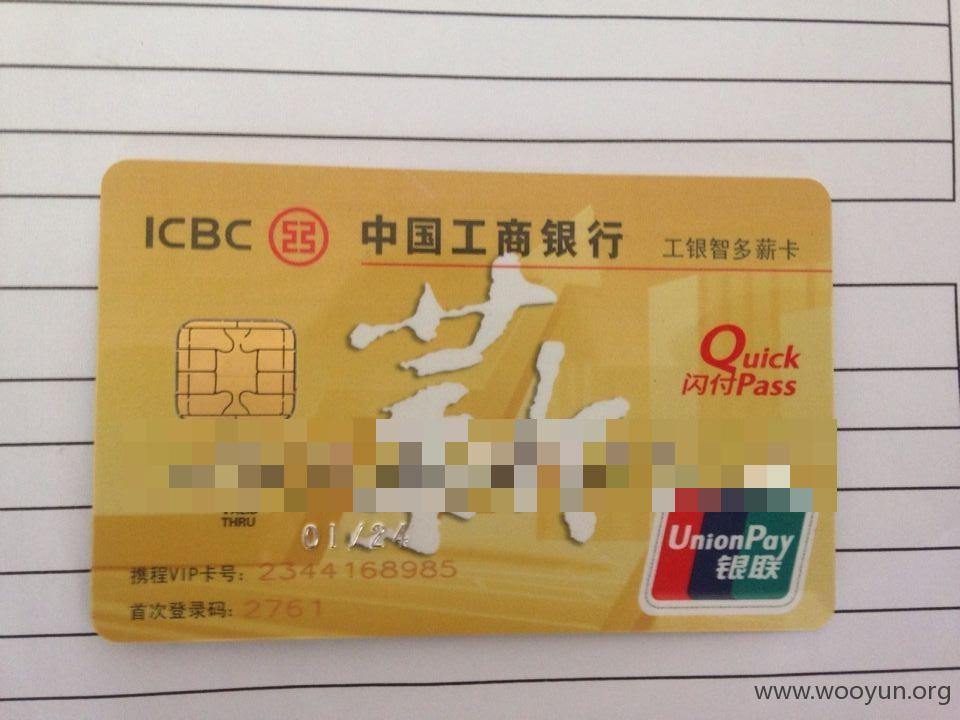 ICBC 中国工商银行 工银智多薪卡
薪
Quick
闪付Pass
VALID
THRU
01/24
UnionPay
银联
携程VIP卡号：2344168985
首次登录码：2761
www.wooyun.org